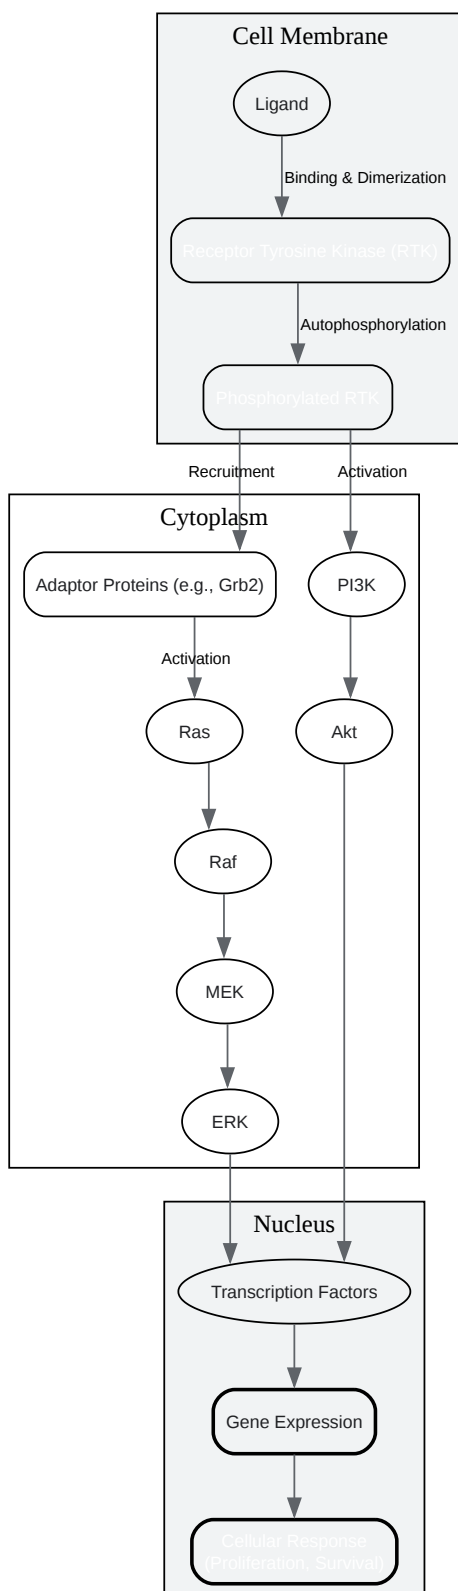 Cell Membrane
Ligand
Binding & Dimerization
Receptor Tyrosine Kinase (RTK)
Autophosphorylation
Phosphorylated RTK
Recruitment
Activation
Cytoplasm
Adaptor Proteins (e.g., Grb2)
PI3K
Activation
Ras
Akt
Raf
MEK
ERK
Nucleus
Transcription Factors
Gene Expression
Cellular Response
(Proliferation, Survival)